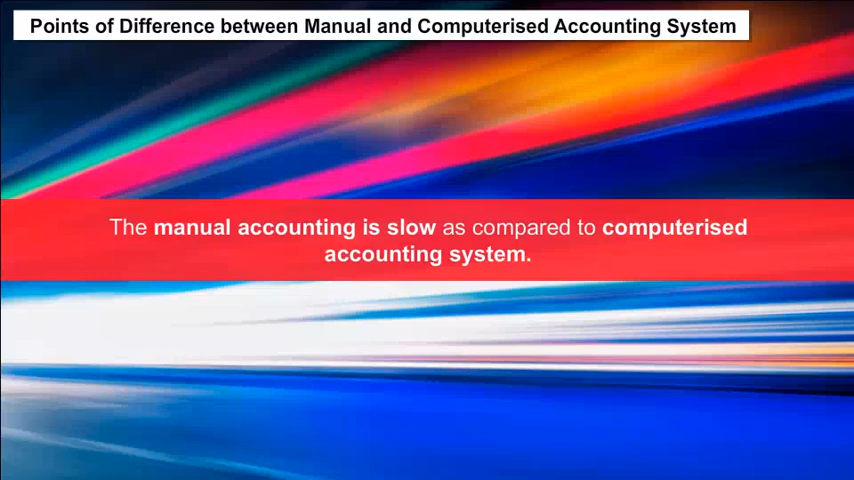 Points of Difference between Manual and Computerised Accounting System
The manual accounting is slow as compared to computerised
accounting system.